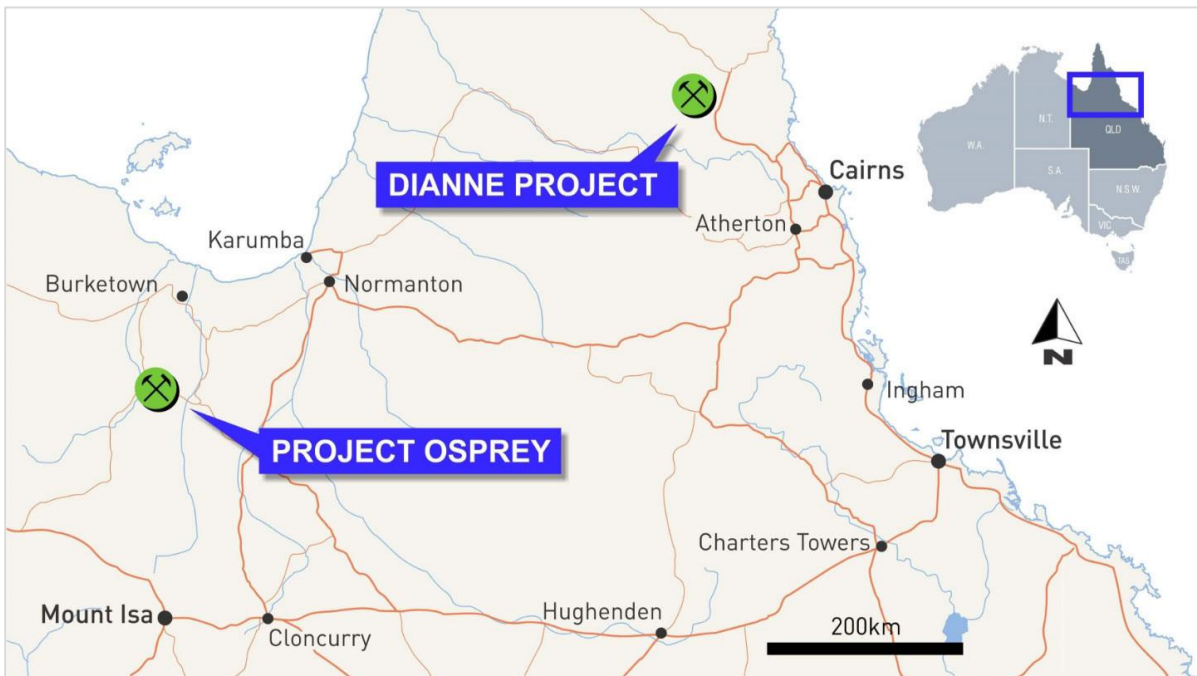 DIANNE PROJECT
Cairns
Atherton
Karumba
Normanton
Burketown
Ingham
PROJECT OSPREY
Townsville
Charters Towers
Mount Isa
Cloncurry
Hughenden
200km
W.A.
N.T.
QLD
S.A.
N.S.W.
VIC
TAS
N